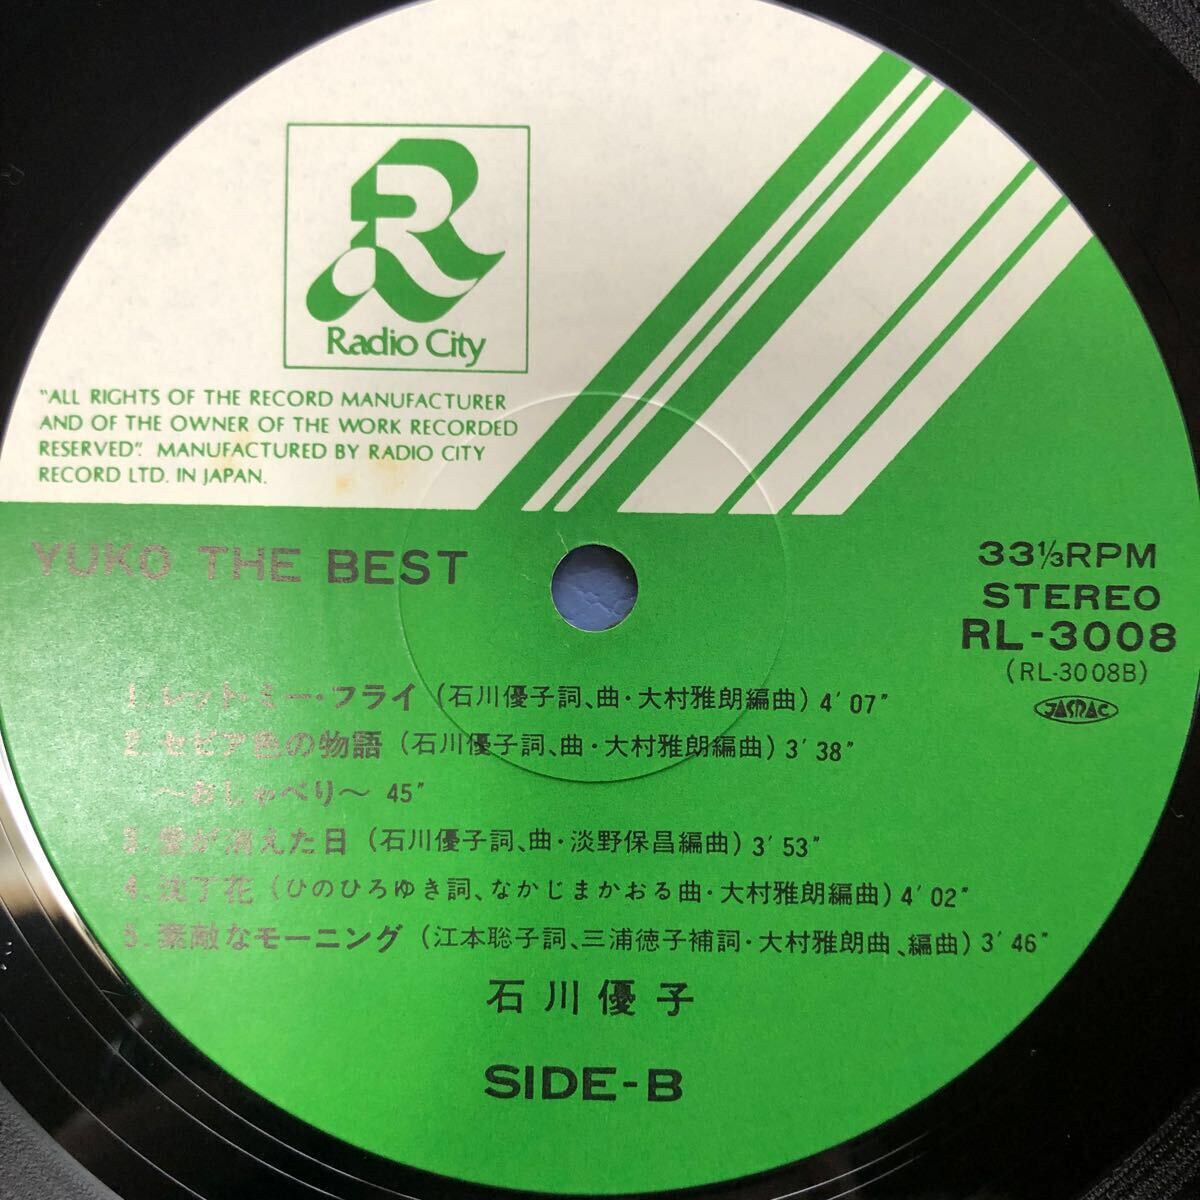 R
Radio City
"ALL RIGHTS OF THE RECORD MANUFACTURER
AND OF THE OWNER OF THE WORK RECORDED
RESERVED". MANUFACTURED BY RADIO CITY
RECORD LTD. IN JAPAN.
YUKO THE BEST
33⅓RPM
STEREO
RL-3008
(RL-3008B)
JASRAC
1. レット・ミー・フライ (石川優子詞、曲・大村雅朗編曲) 4′07″
2. セピア色の物語 (石川優子詞、曲・大村雅朗編曲) 3′38″
〜おしゃべり〜 45″
3. 愛が消えた日 (石川優子詞、曲・淡野保昌編曲) 3′53″
4. 沈丁花 (ひのひろゆき詞、なかじまかおる曲・大村雅朗編曲) 4′02″
5. 素敵なモーニング (江本聡子詞、三浦徳子補詞・大村雅朗曲、編曲) 3′46″
石川優子
SIDE-B